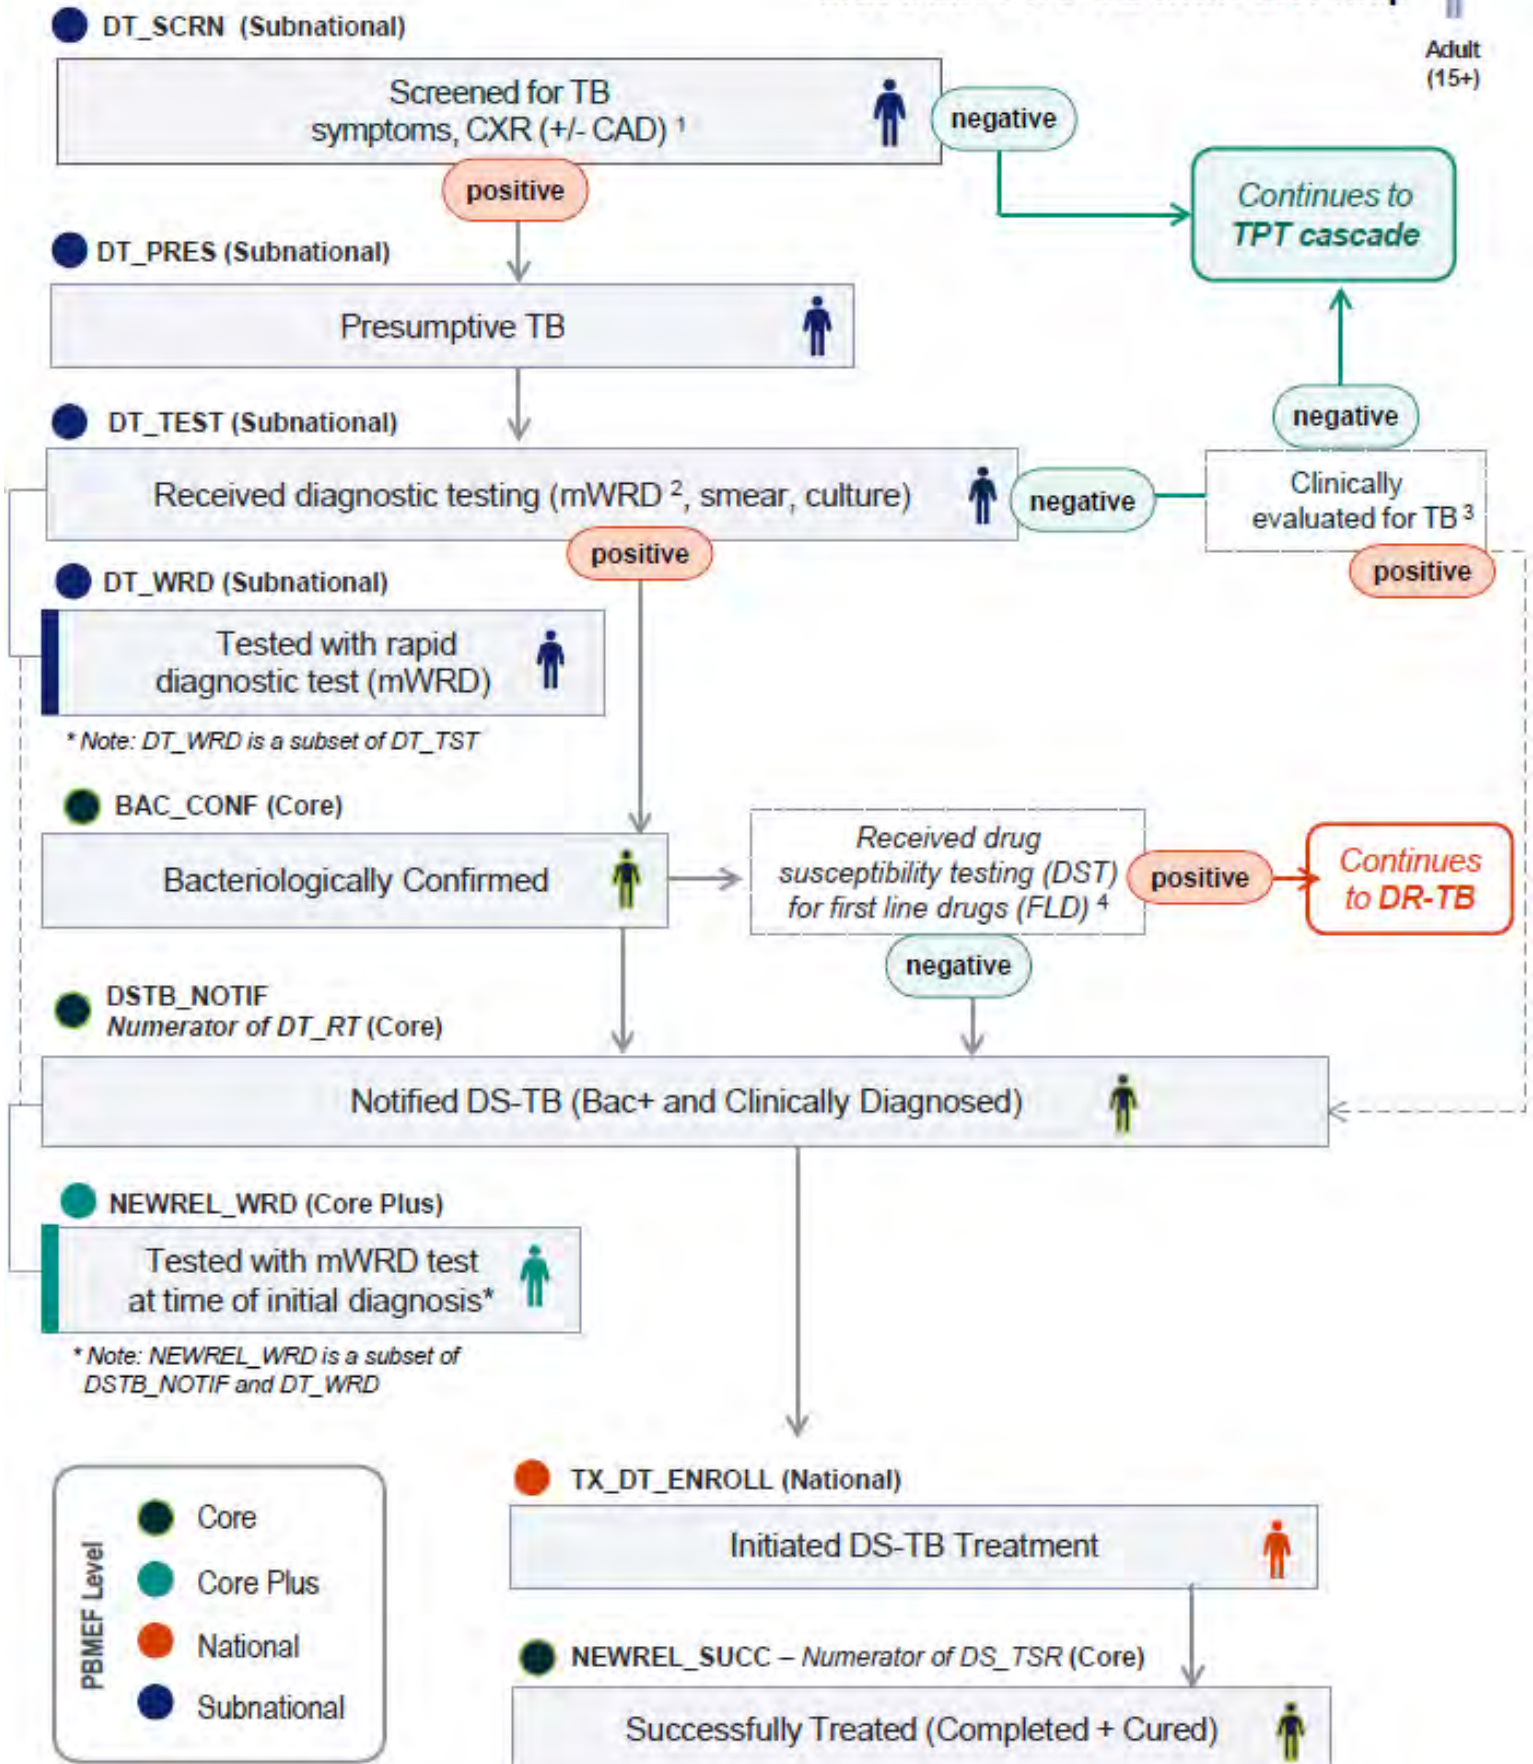 DT_SCRN (Subnational)
Adult
(15+)
Screened for TB
symptoms, CXR (+/- CAD) 1
negative
positive
Continues to
TPT cascade
DT_PRES (Subnational)
Presumptive TB
negative
DT_TEST (Subnational)
Received diagnostic testing (mWRD 2, smear, culture)
negative
Clinically
evaluated for TB 3
positive
positive
DT_WRD (Subnational)
Tested with rapid
diagnostic test (mWRD)
* Note: DT_WRD is a subset of DT_TST
BAC_CONF (Core)
Bacteriologically Confirmed
Received drug
susceptibility testing (DST)
for first line drugs (FLD) 4
positive
Continues
to DR-TB
negative
DSTB_NOTIF
Numerator of DT_RT (Core)
Notified DS-TB (Bac+ and Clinically Diagnosed)
NEWREL_WRD (Core Plus)
Tested with mWRD test
at time of initial diagnosis*
* Note: NEWREL_WRD is a subset of
DSTB_NOTIF and DT_WRD
PBMEF Level
Core
Core Plus
National
Subnational
TX_DT_ENROLL (National)
Initiated DS-TB Treatment
NEWREL_SUCC – Numerator of DS_TSR (Core)
Successfully Treated (Completed + Cured)